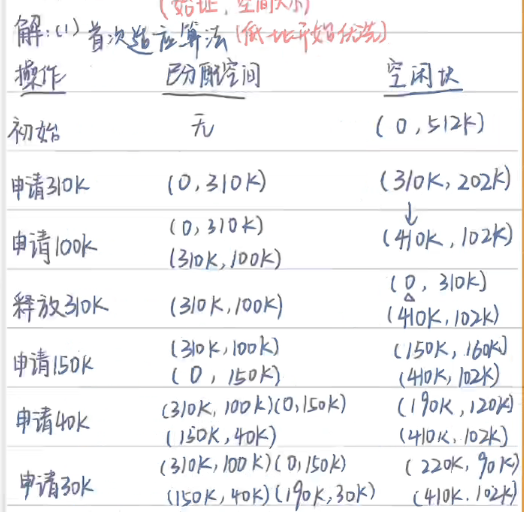 (始址,空间大小)
解:(1)首次适应算法(低址开始优先)
操作 已分配空间 空闲块
初始 无 (0,512K)
申请310K (0,310K) (310K,202K)
↓
申请100K (0,310K) (410K,102K)
(310K,100K)
释放310K (310K,100K) (0,310K)
(410K,102K)
申请150K (310K,100K) (150K,160K)
(0,150K) (410K,102K)
申请40K (310K,100K)(0,150K) (190K,120K)
(150K,40K) (410K,102K)
申请30K (310K,100K)(0,150K) (220K,90K)
(150K,40K)(190K,30K) (410K.102K)